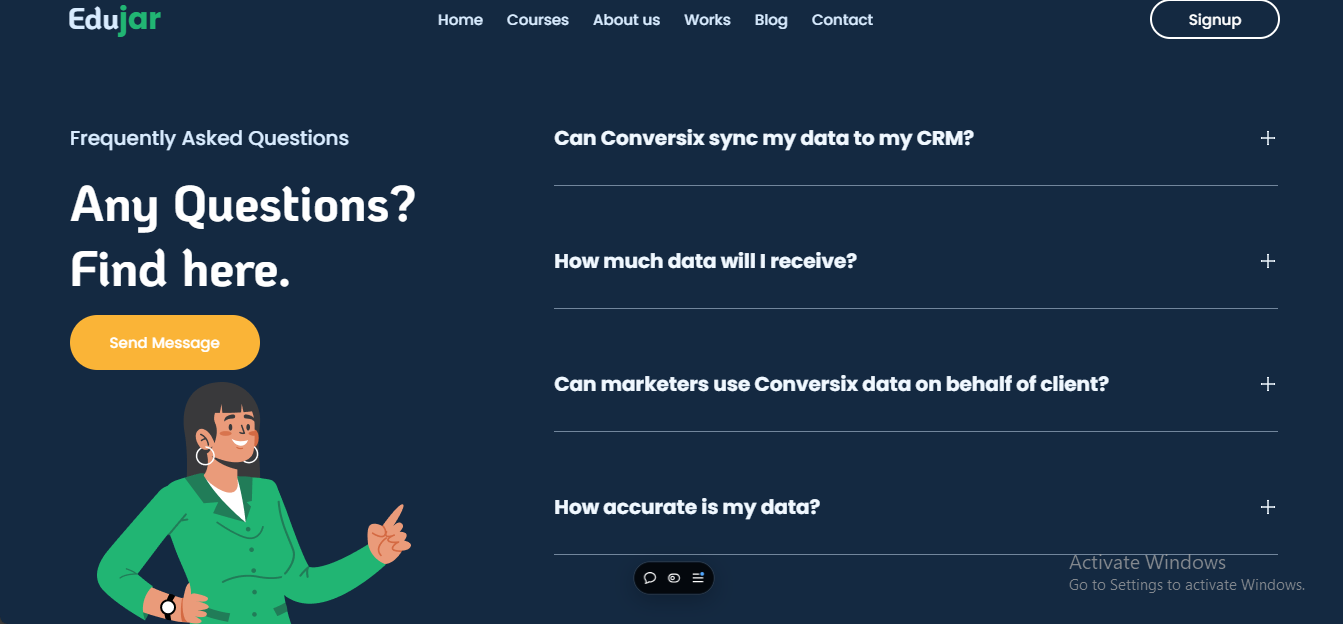 Edujar
Home Courses About us Works Blog Contact
Signup
Frequently Asked Questions
Any Questions?
Find here.
Send Message
Can Conversix sync my data to my CRM?
How much data will I receive?
Can marketers use Conversix data on behalf of client?
How accurate is my data?
Activate Windows
Go to Settings to activate Windows.